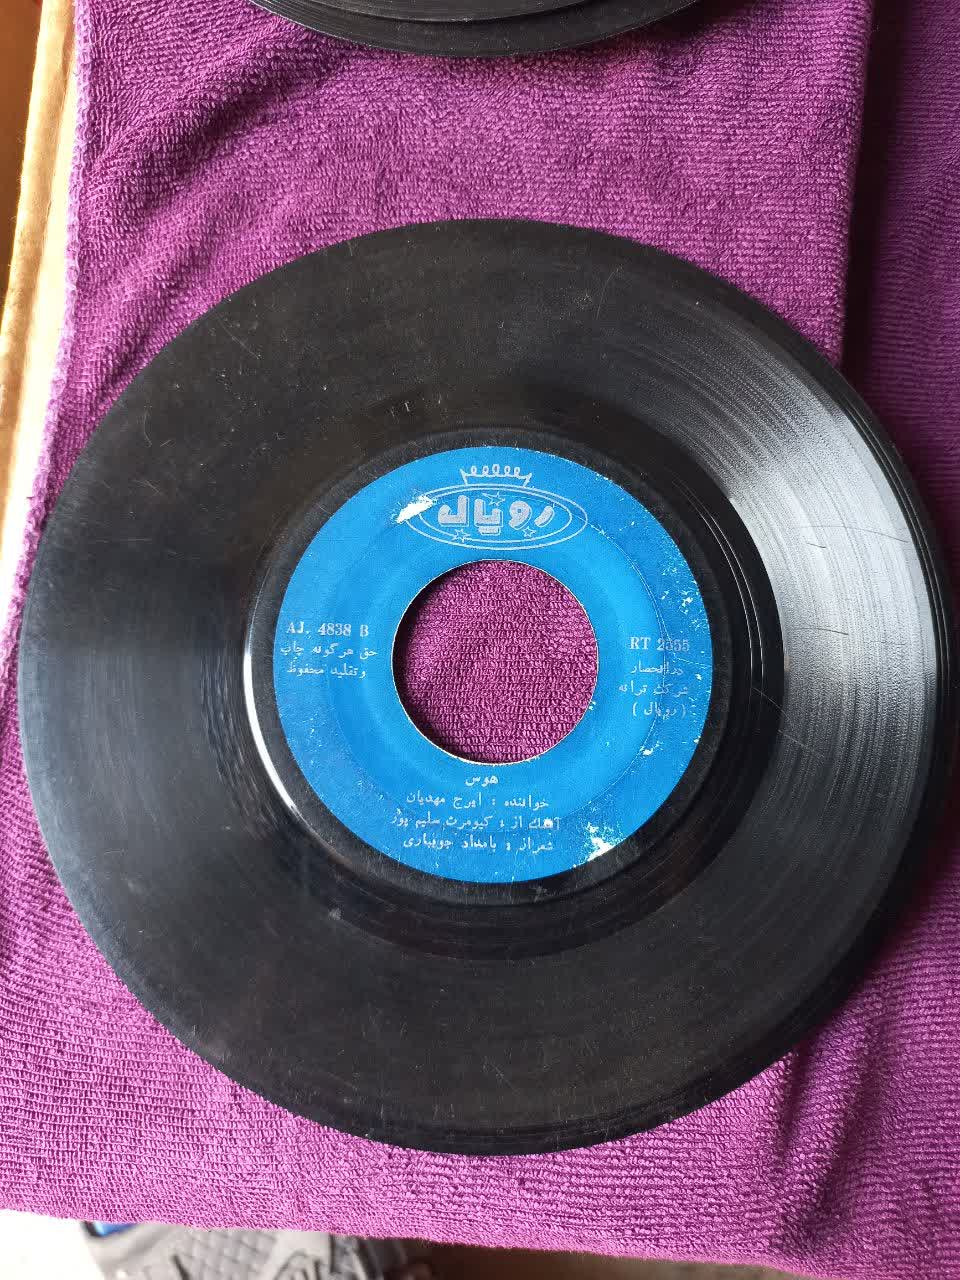 رویال
AJ. 4838 B
حق هرگونه چاپ
و تقلید محفوظ
RT 2555
در انحصار
شرکت ترانه
( رویال )
هوس
خواننده : ایرج مهدیان
آهنگ از : کیومرث سلیم پور
شعر از : بامداد جویباری